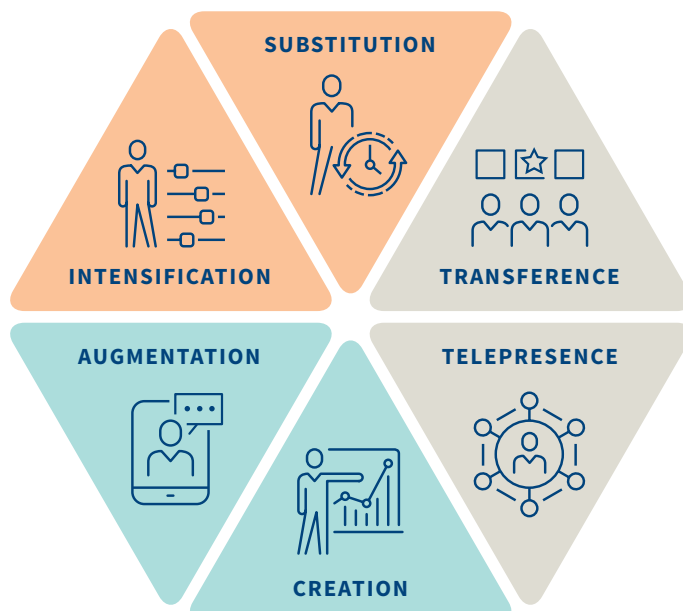 SUBSTITUTION
INTENSIFICATION
TRANSFERENCE
AUGMENTATION
TELEPRESENCE
CREATION